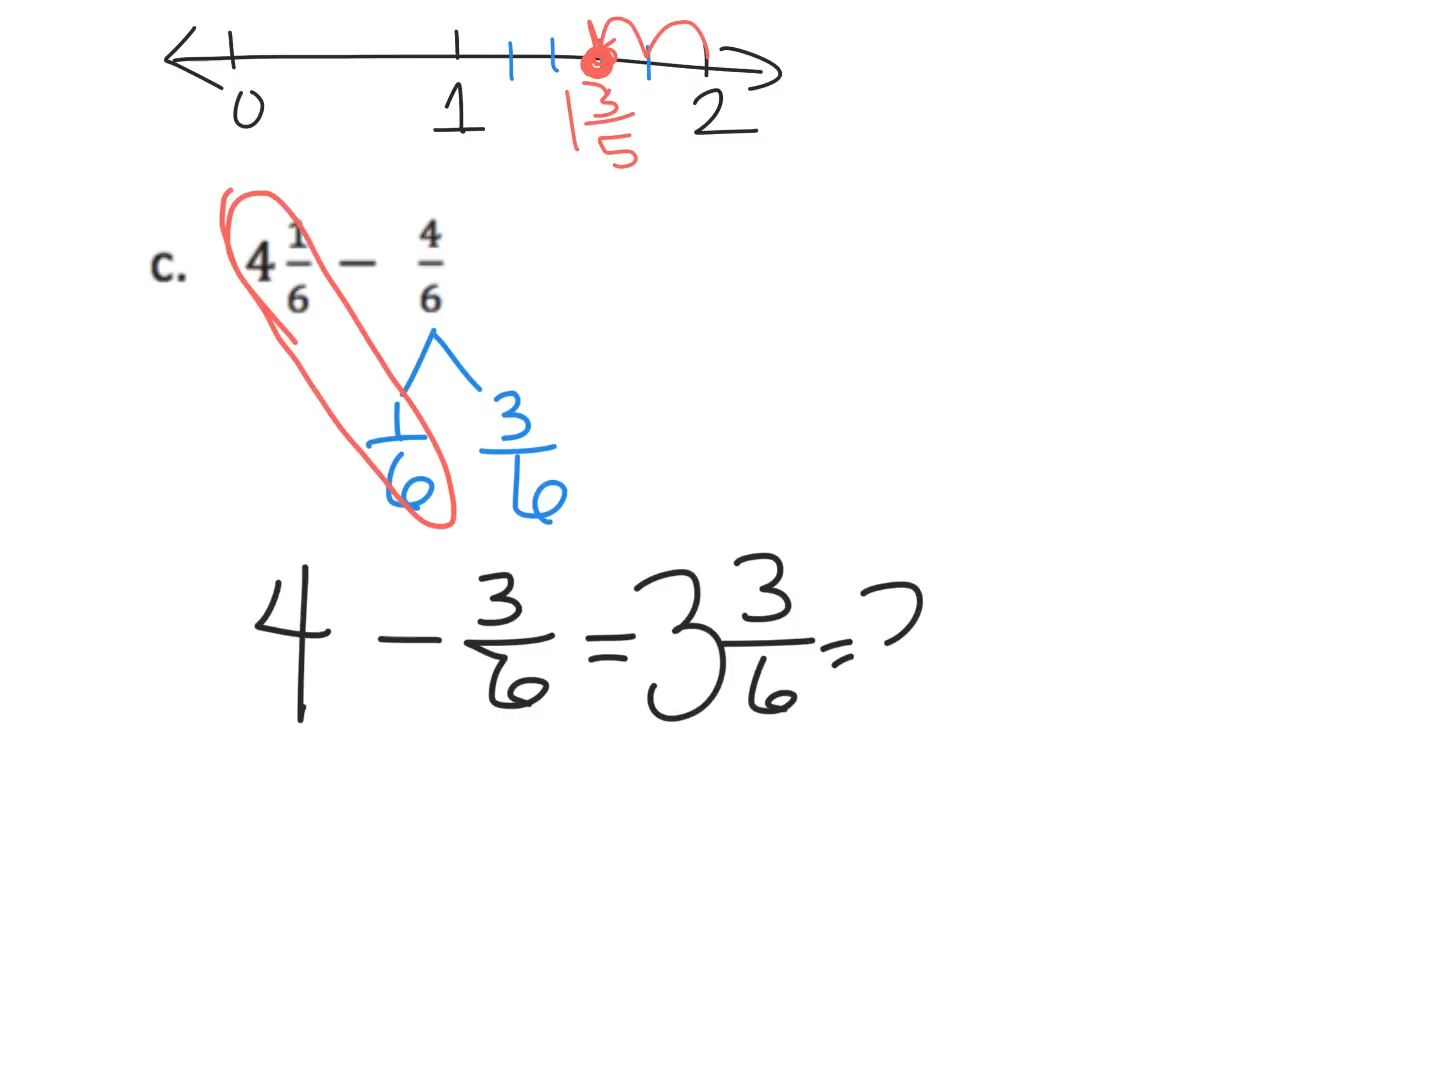 0 1 1 3/5 2
c. 4 1/6 − 4/6
1/6 3/6
4 − 3/6 = 3 3/6 =